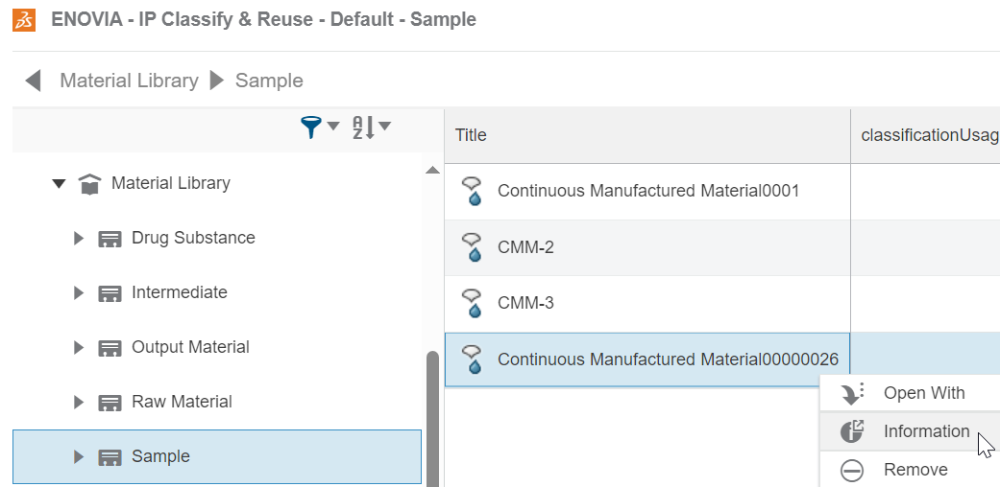 ENOVIA - IP Classify & Reuse - Default - Sample
Material Library Sample
Title
classificationUsag
Material Library
Drug Substance
Intermediate
Output Material
Raw Material
Sample
Continuous Manufactured Material0001
CMM-2
CMM-3
Continuous Manufactured Material00000026
Open With
Information
Remove